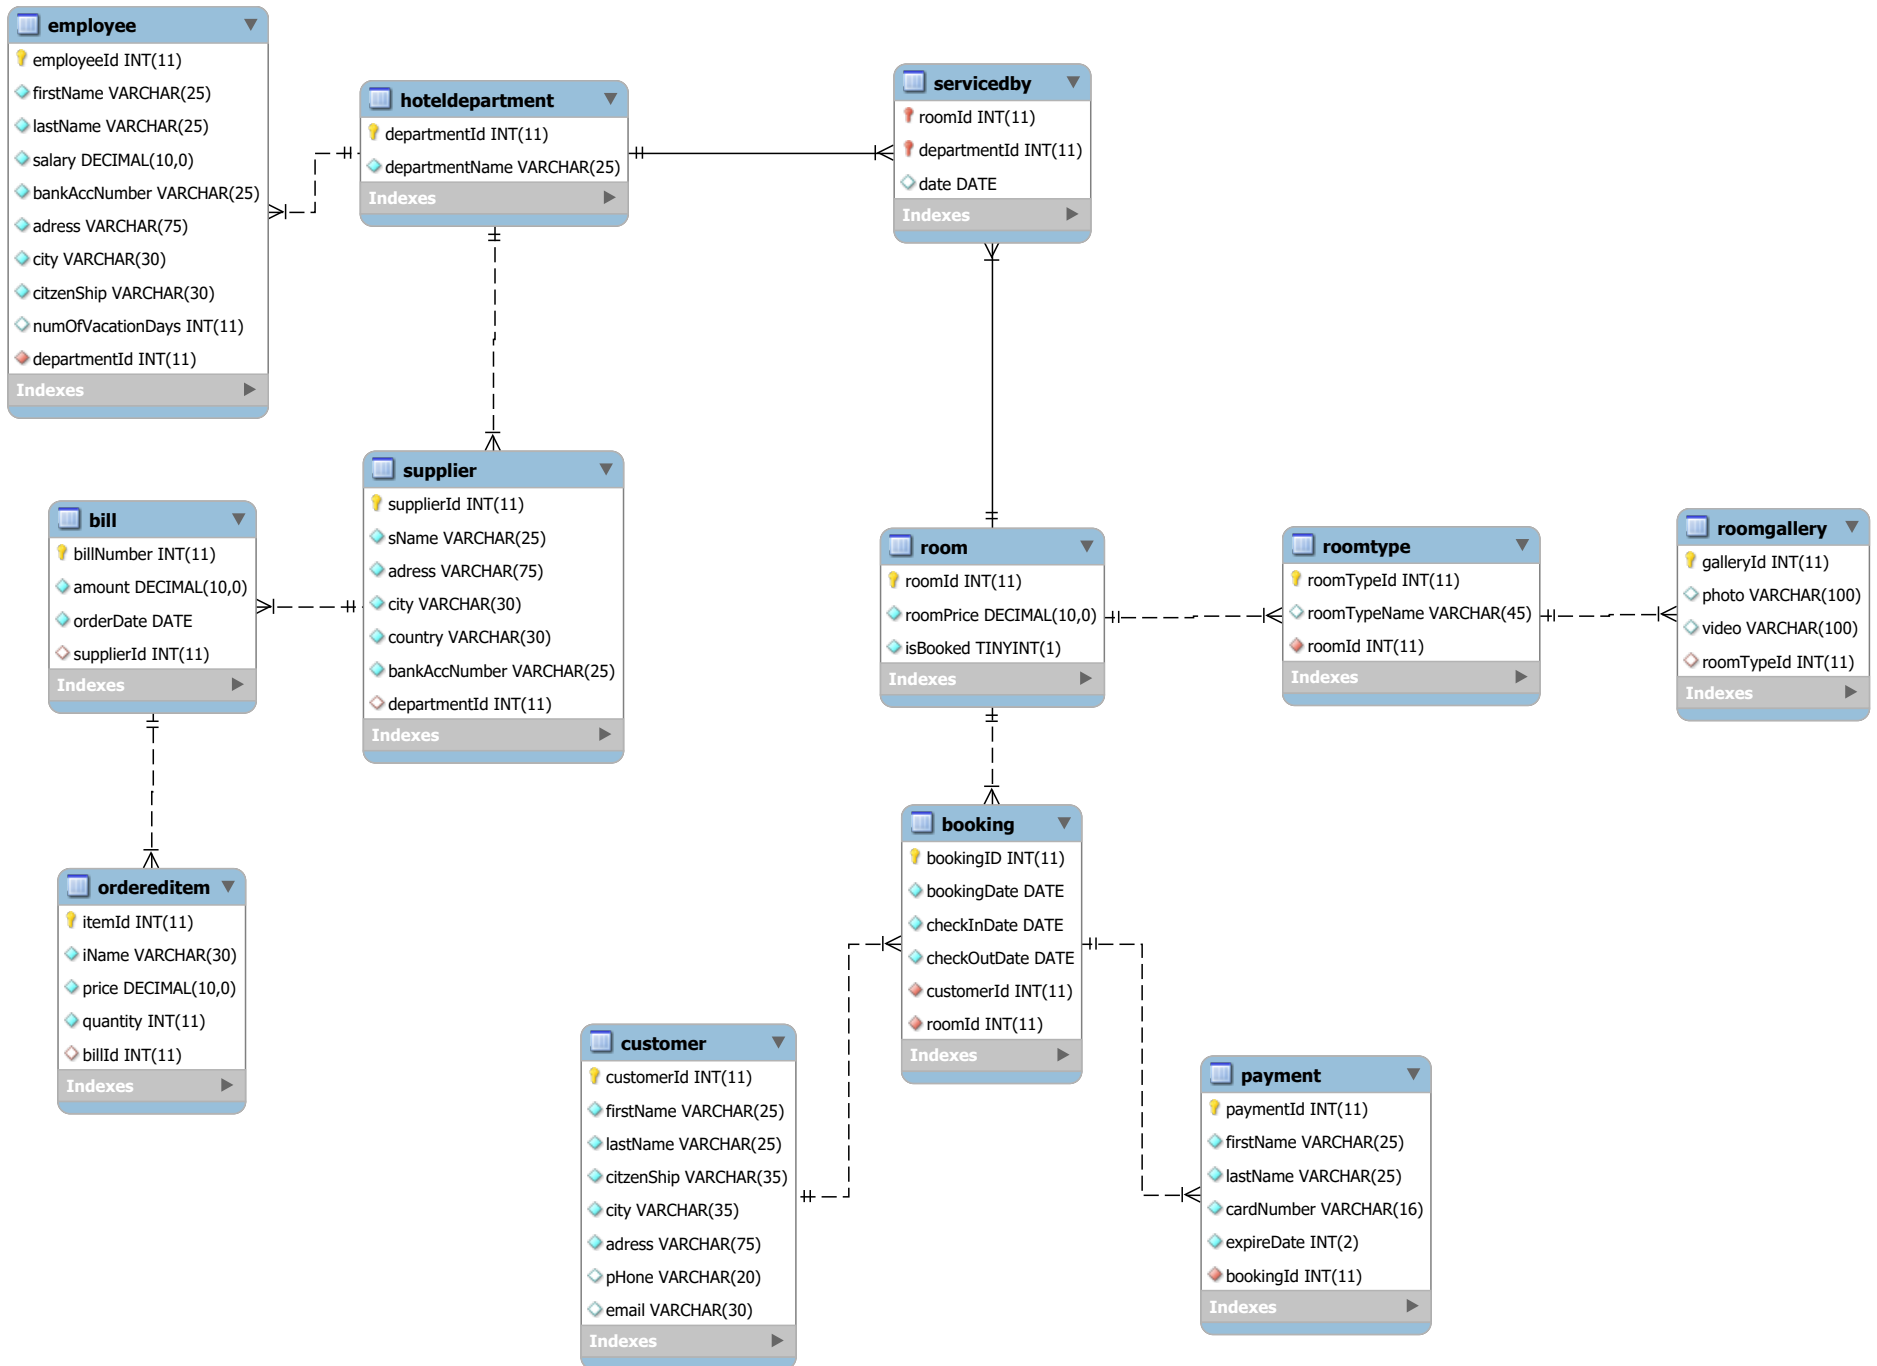 employee
employeeId INT(11)
firstName VARCHAR(25)
lastName VARCHAR(25)
salary DECIMAL(10,0)
bankAccNumber VARCHAR(25)
adress VARCHAR(75)
city VARCHAR(30)
citzenShip VARCHAR(30)
numOfVacationDays INT(11)
departmentId INT(11)
Indexes
hoteldepartment
departmentId INT(11)
departmentName VARCHAR(25)
Indexes
servicedby
roomId INT(11)
departmentId INT(11)
date DATE
Indexes
supplier
supplierId INT(11)
sName VARCHAR(25)
adress VARCHAR(75)
city VARCHAR(30)
country VARCHAR(30)
bankAccNumber VARCHAR(25)
departmentId INT(11)
Indexes
bill
billNumber INT(11)
amount DECIMAL(10,0)
orderDate DATE
supplierId INT(11)
Indexes
room
roomId INT(11)
roomPrice DECIMAL(10,0)
isBooked TINYINT(1)
Indexes
roomtype
roomTypeId INT(11)
roomTypeName VARCHAR(45)
roomId INT(11)
Indexes
roomgallery
galleryId INT(11)
photo VARCHAR(100)
video VARCHAR(100)
roomTypeId INT(11)
Indexes
ordereditem
itemId INT(11)
iName VARCHAR(30)
price DECIMAL(10,0)
quantity INT(11)
billId INT(11)
Indexes
booking
bookingID INT(11)
bookingDate DATE
checkInDate DATE
checkOutDate DATE
customerId INT(11)
roomId INT(11)
Indexes
customer
customerId INT(11)
firstName VARCHAR(25)
lastName VARCHAR(25)
citzenShip VARCHAR(35)
city VARCHAR(35)
adress VARCHAR(75)
pHone VARCHAR(20)
email VARCHAR(30)
Indexes
payment
paymentId INT(11)
firstName VARCHAR(25)
lastName VARCHAR(25)
cardNumber VARCHAR(16)
expireDate INT(2)
bookingId INT(11)
Indexes